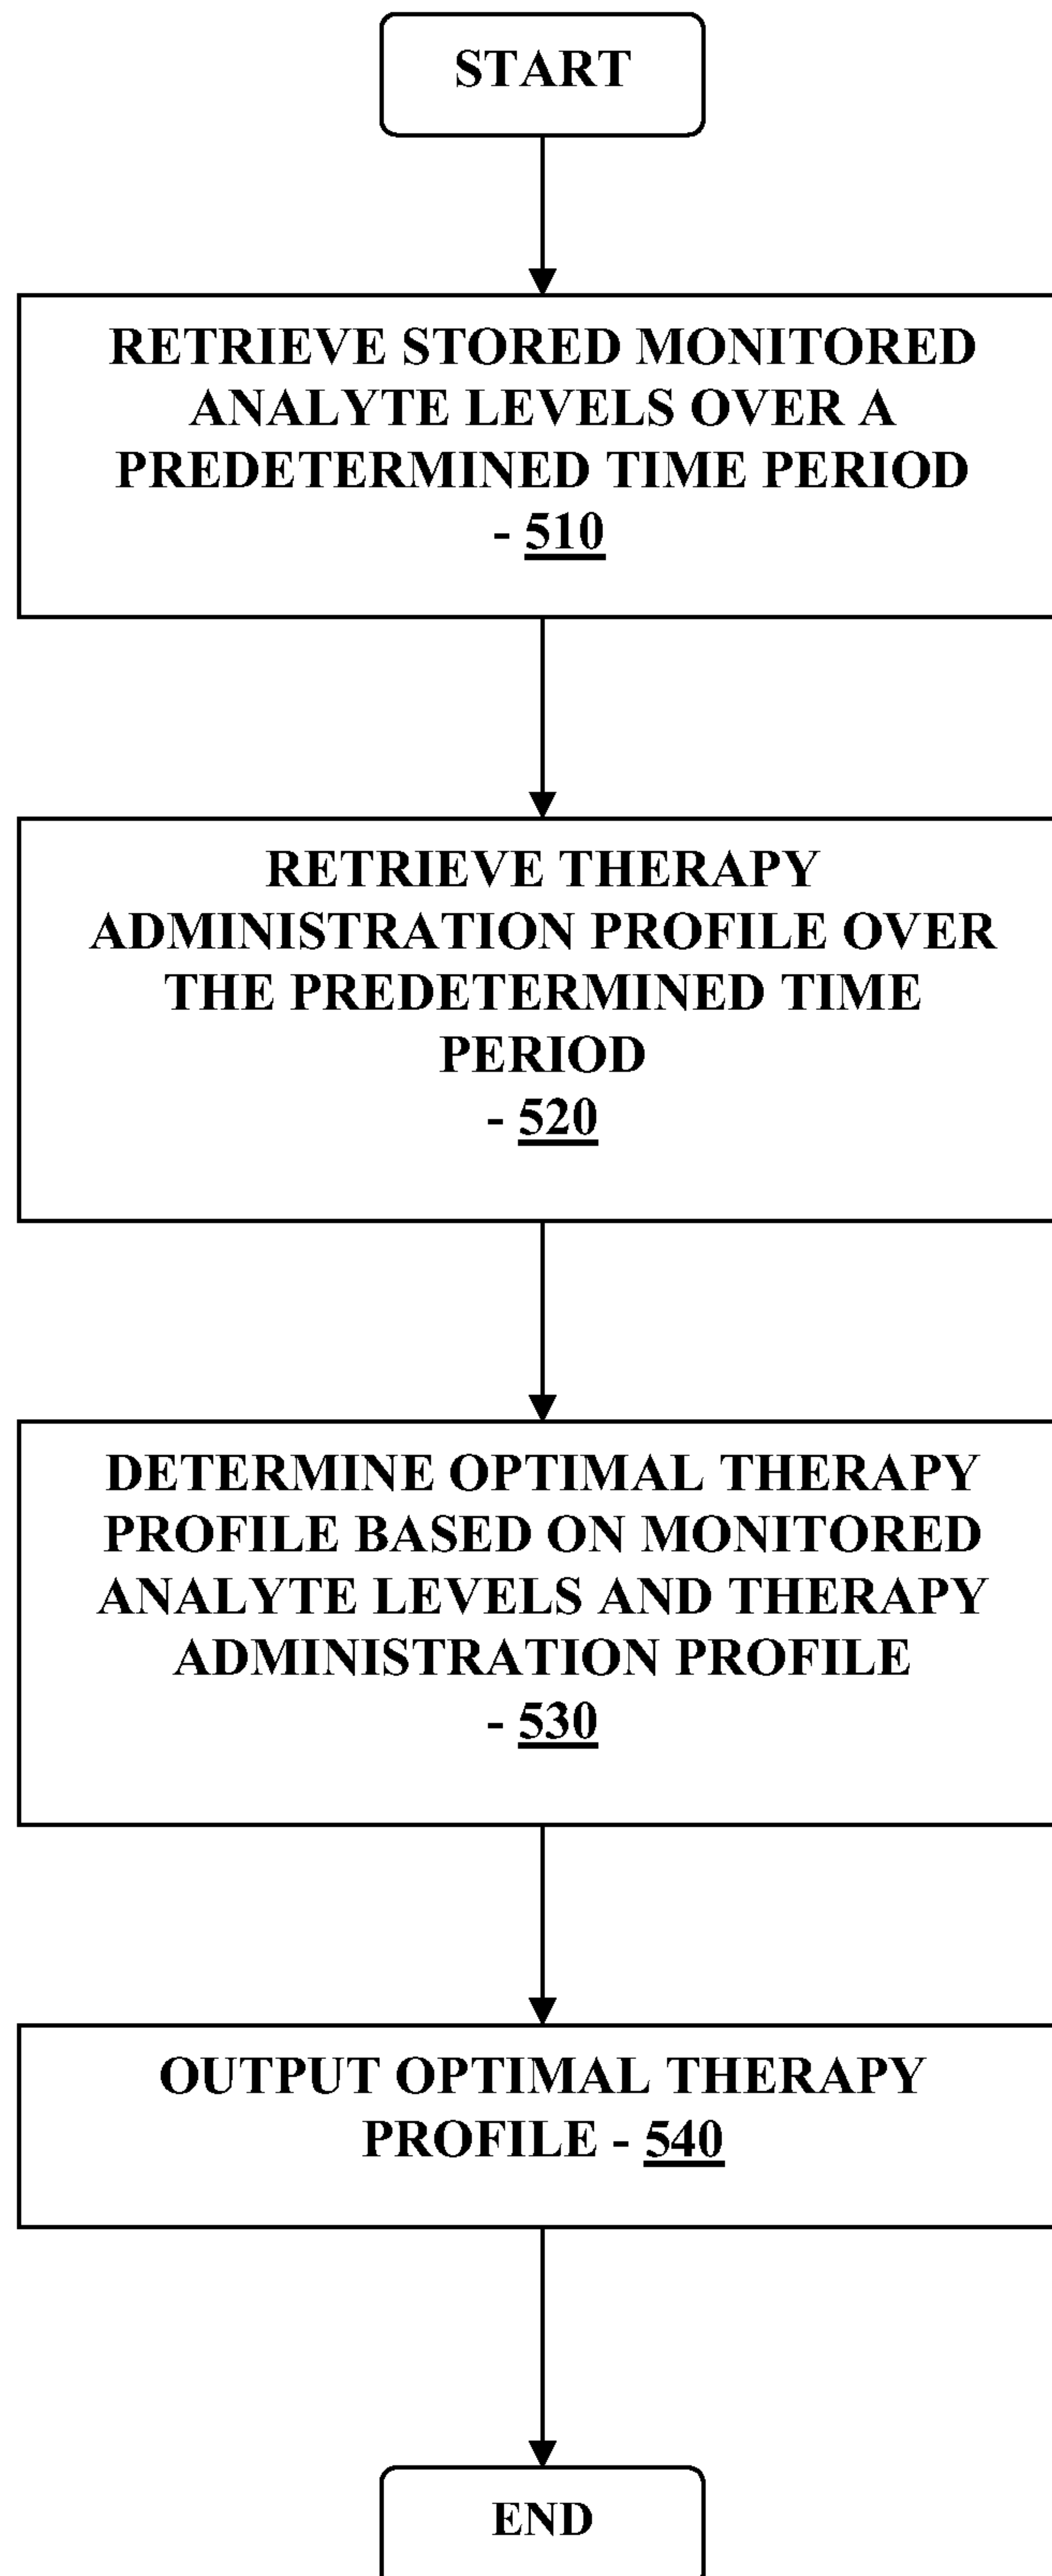 START
RETRIEVE STORED MONITORED
ANALYTE LEVELS OVER A
PREDETERMINED TIME PERIOD
- 510
RETRIEVE THERAPY
ADMINISTRATION PROFILE OVER
THE PREDETERMINED TIME
PERIOD
- 520
DETERMINE OPTIMAL THERAPY
PROFILE BASED ON MONITORED
ANALYTE LEVELS AND THERAPY
ADMINISTRATION PROFILE
- 530
OUTPUT OPTIMAL THERAPY
PROFILE - 540
END